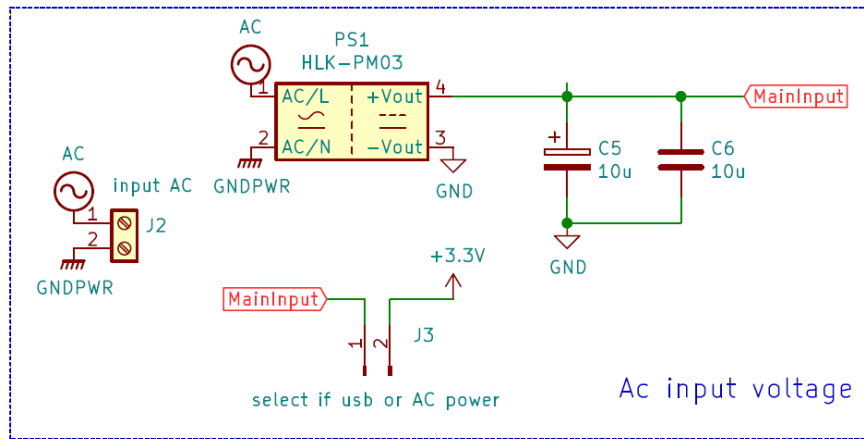 AC
PS1
HLK-PM03
1 AC/L +Vout 4
MainInput
2 AC/N -Vout 3
GNDPWR
GND
+
C5
10u
C6
10u
GND
AC
input AC
1
2
J2
GNDPWR
+3.3V
MainInput
1
2
J3
select if usb or AC power
Ac input voltage